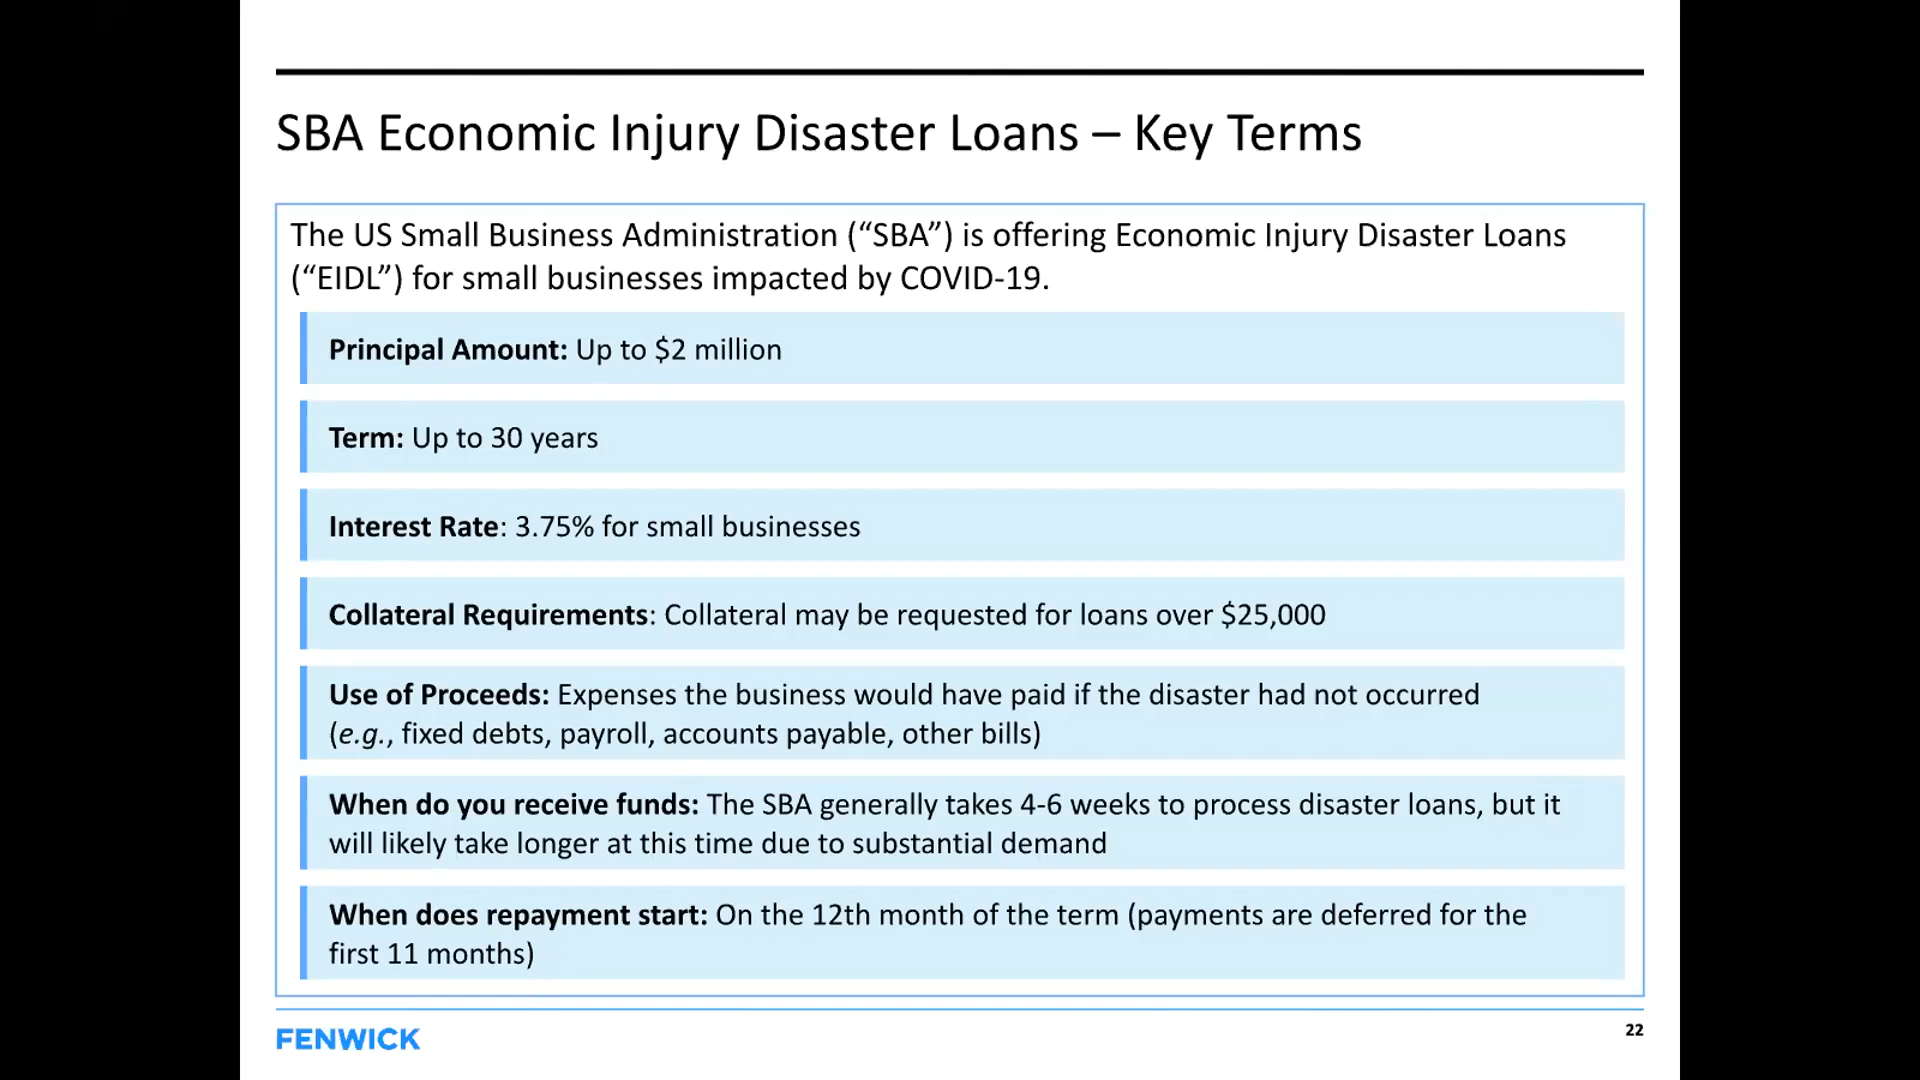 SBA Economic Injury Disaster Loans – Key Terms
The US Small Business Administration (“SBA”) is offering Economic Injury Disaster Loans
(“EIDL”) for small businesses impacted by COVID-19.
Principal Amount: Up to $2 million
Term: Up to 30 years
Interest Rate: 3.75% for small businesses
Collateral Requirements: Collateral may be requested for loans over $25,000
Use of Proceeds: Expenses the business would have paid if the disaster had not occurred
(e.g., fixed debts, payroll, accounts payable, other bills)
When do you receive funds: The SBA generally takes 4-6 weeks to process disaster loans, but it
will likely take longer at this time due to substantial demand
When does repayment start: On the 12th month of the term (payments are deferred for the
first 11 months)
FENWICK
22